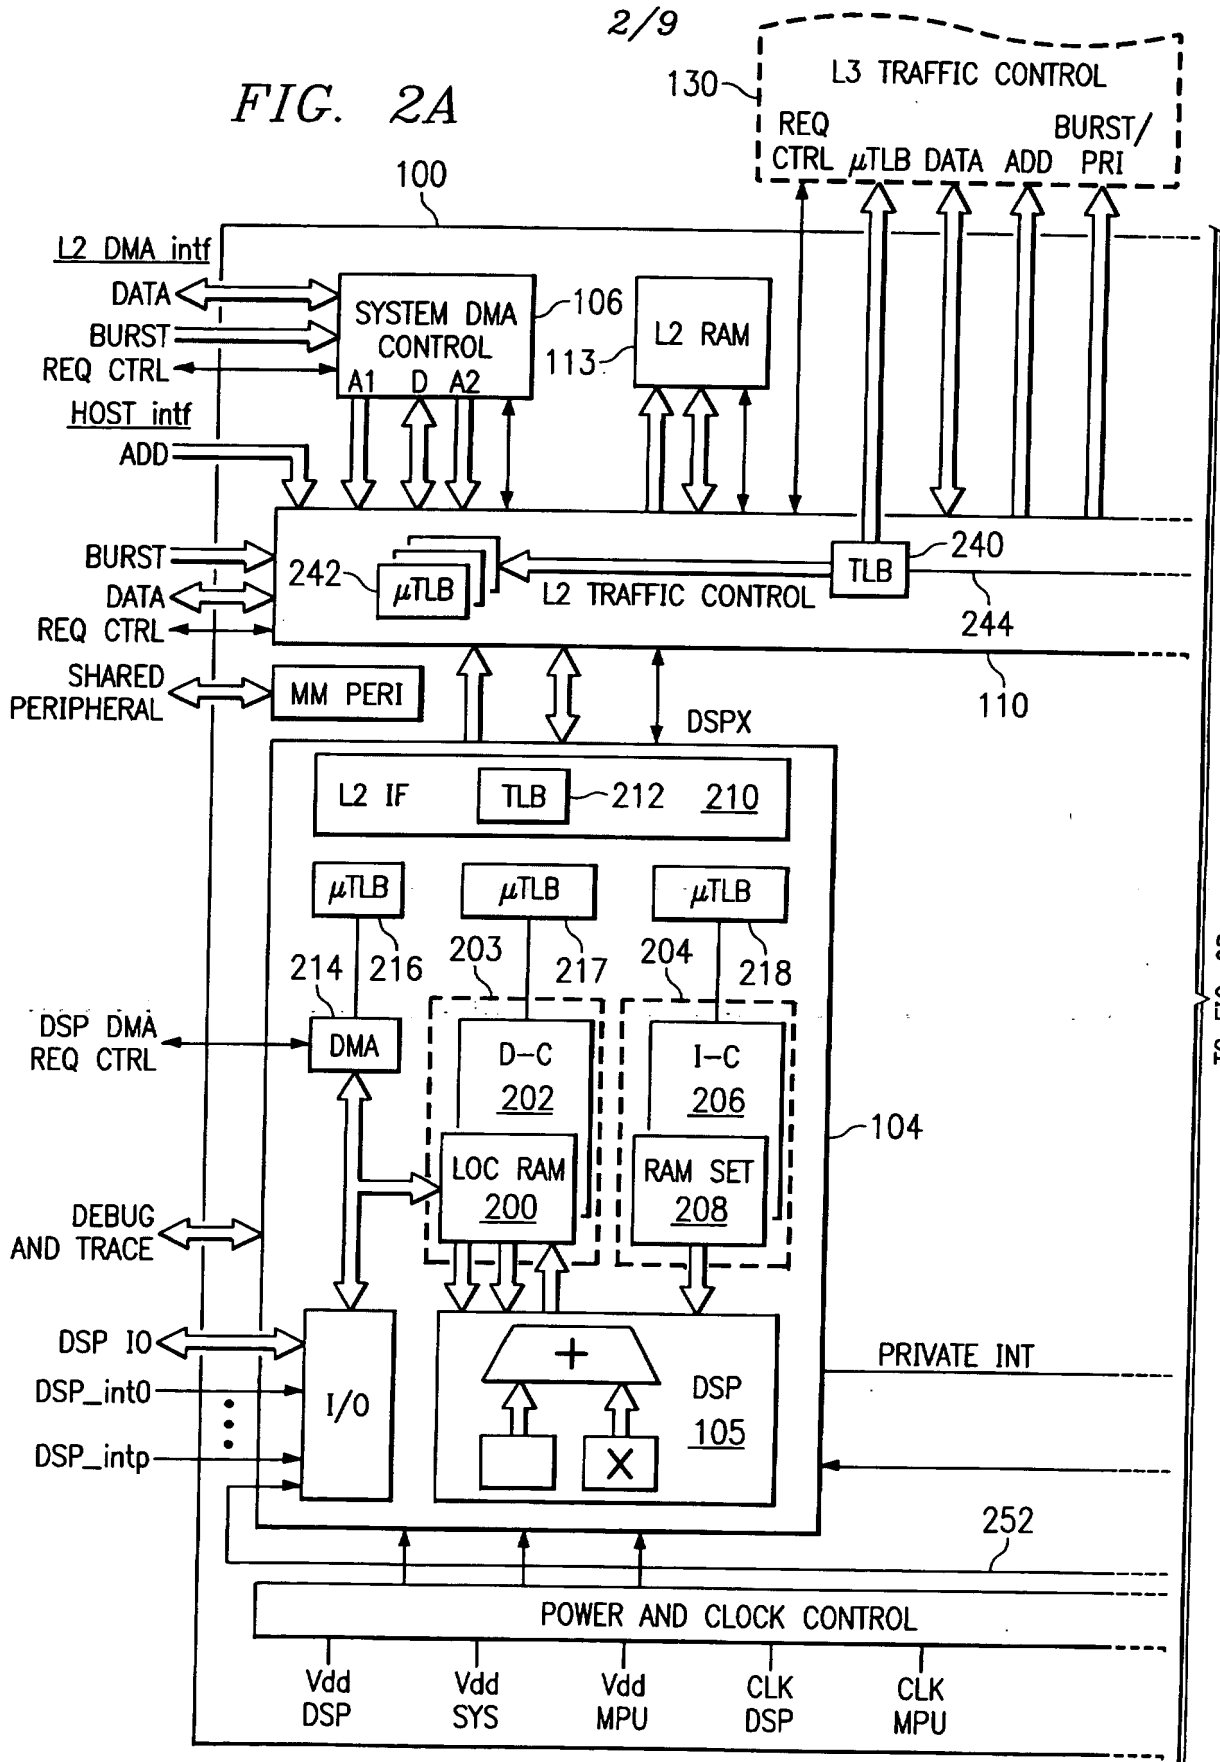 2/9
FIG. 2A
130
L3 TRAFFIC CONTROL
REQ
CTRL
μTLB
DATA
ADD
BURST/
PRI
100
L2 DMA intf
DATA
BURST
REQ CTRL
SYSTEM DMA
CONTROL
A1 D A2
106
L2 RAM
113
HOST intf
ADD
BURST
DATA
REQ CTRL
242
μTLB
L2 TRAFFIC CONTROL
TLB
240
244
110
SHARED
PERIPHERAL
MM PERI
DSPX
L2 IF
TLB
212
210
μTLB
μTLB
μTLB
214
216
203
217
204
218
DSP DMA
REQ CTRL
DMA
D-C
202
I-C
206
104
LOC RAM
200
RAM SET
208
DEBUG
AND TRACE
DSP IO
DSP_int0
DSP_intp
I/O
+
X
DSP
105
PRIVATE INT
252
POWER AND CLOCK CONTROL
Vdd
DSP
Vdd
SYS
Vdd
MPU
CLK
DSP
CLK
MPU